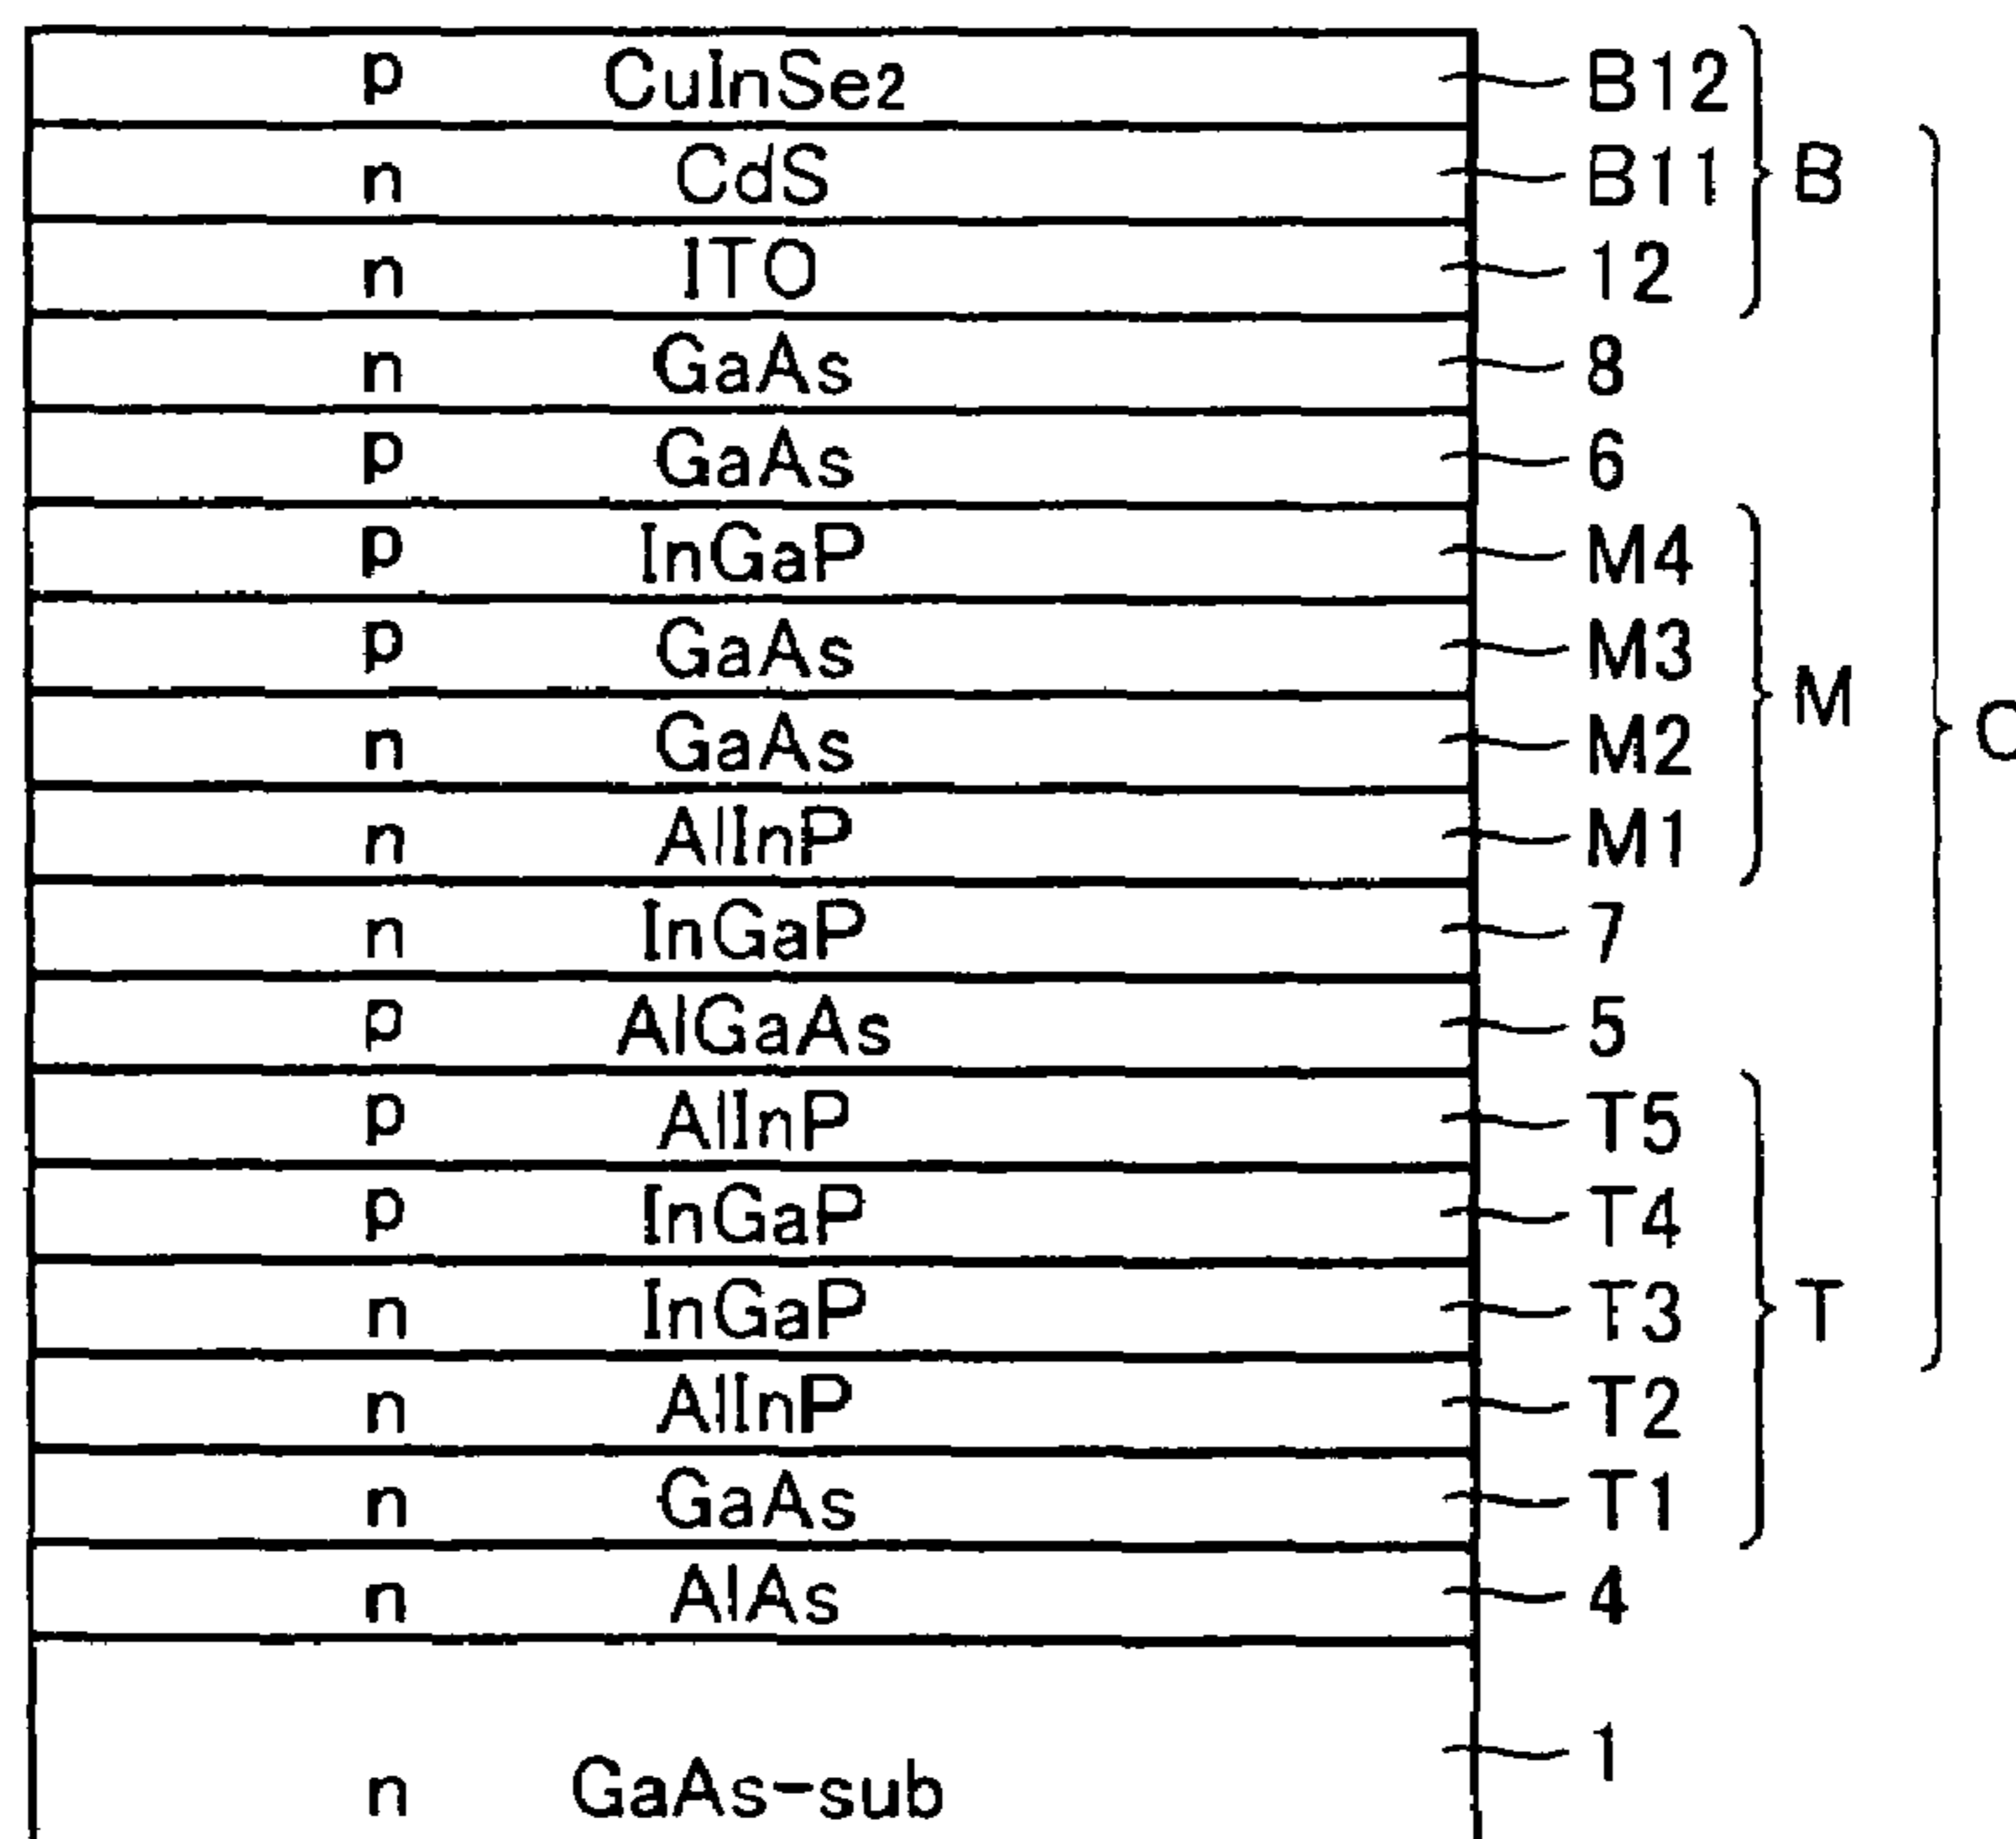 p CuInSe2 B12
n CdS B11 B
n ITO 12
n GaAs 8
p GaAs 6
p InGaP M4
p GaAs M3
M
n GaAs M2
n AlInP M1
n InGaP 7
p AlGaAs 5
p AlInP T5
p InGaP T4
n InGaP T3 T
n AlInP T2
n GaAs T1
n AlAs 4
1
n GaAs-sub